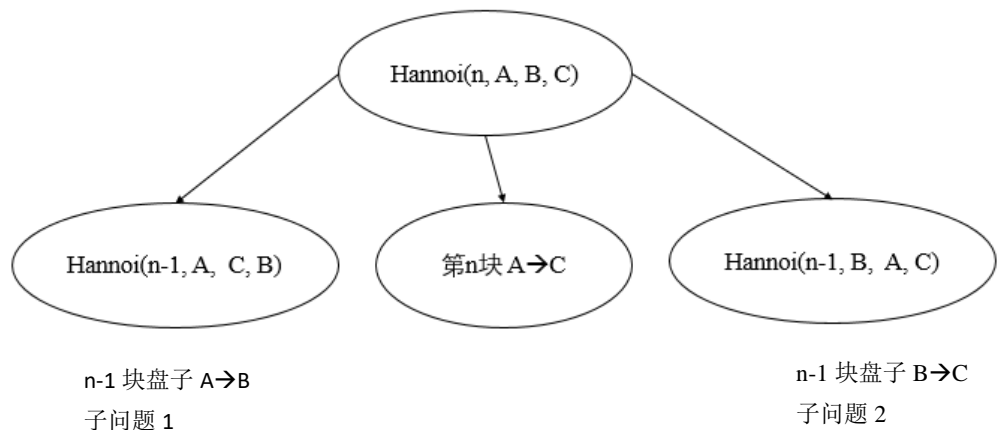 Hannoi(n, A, B, C)
Hannoi(n-1, A, C, B)
第n块 A→C
Hannoi(n-1, B, A, C)
n-1 块盘子 A→B
子问题 1
n-1 块盘子 B→C
子问题 2